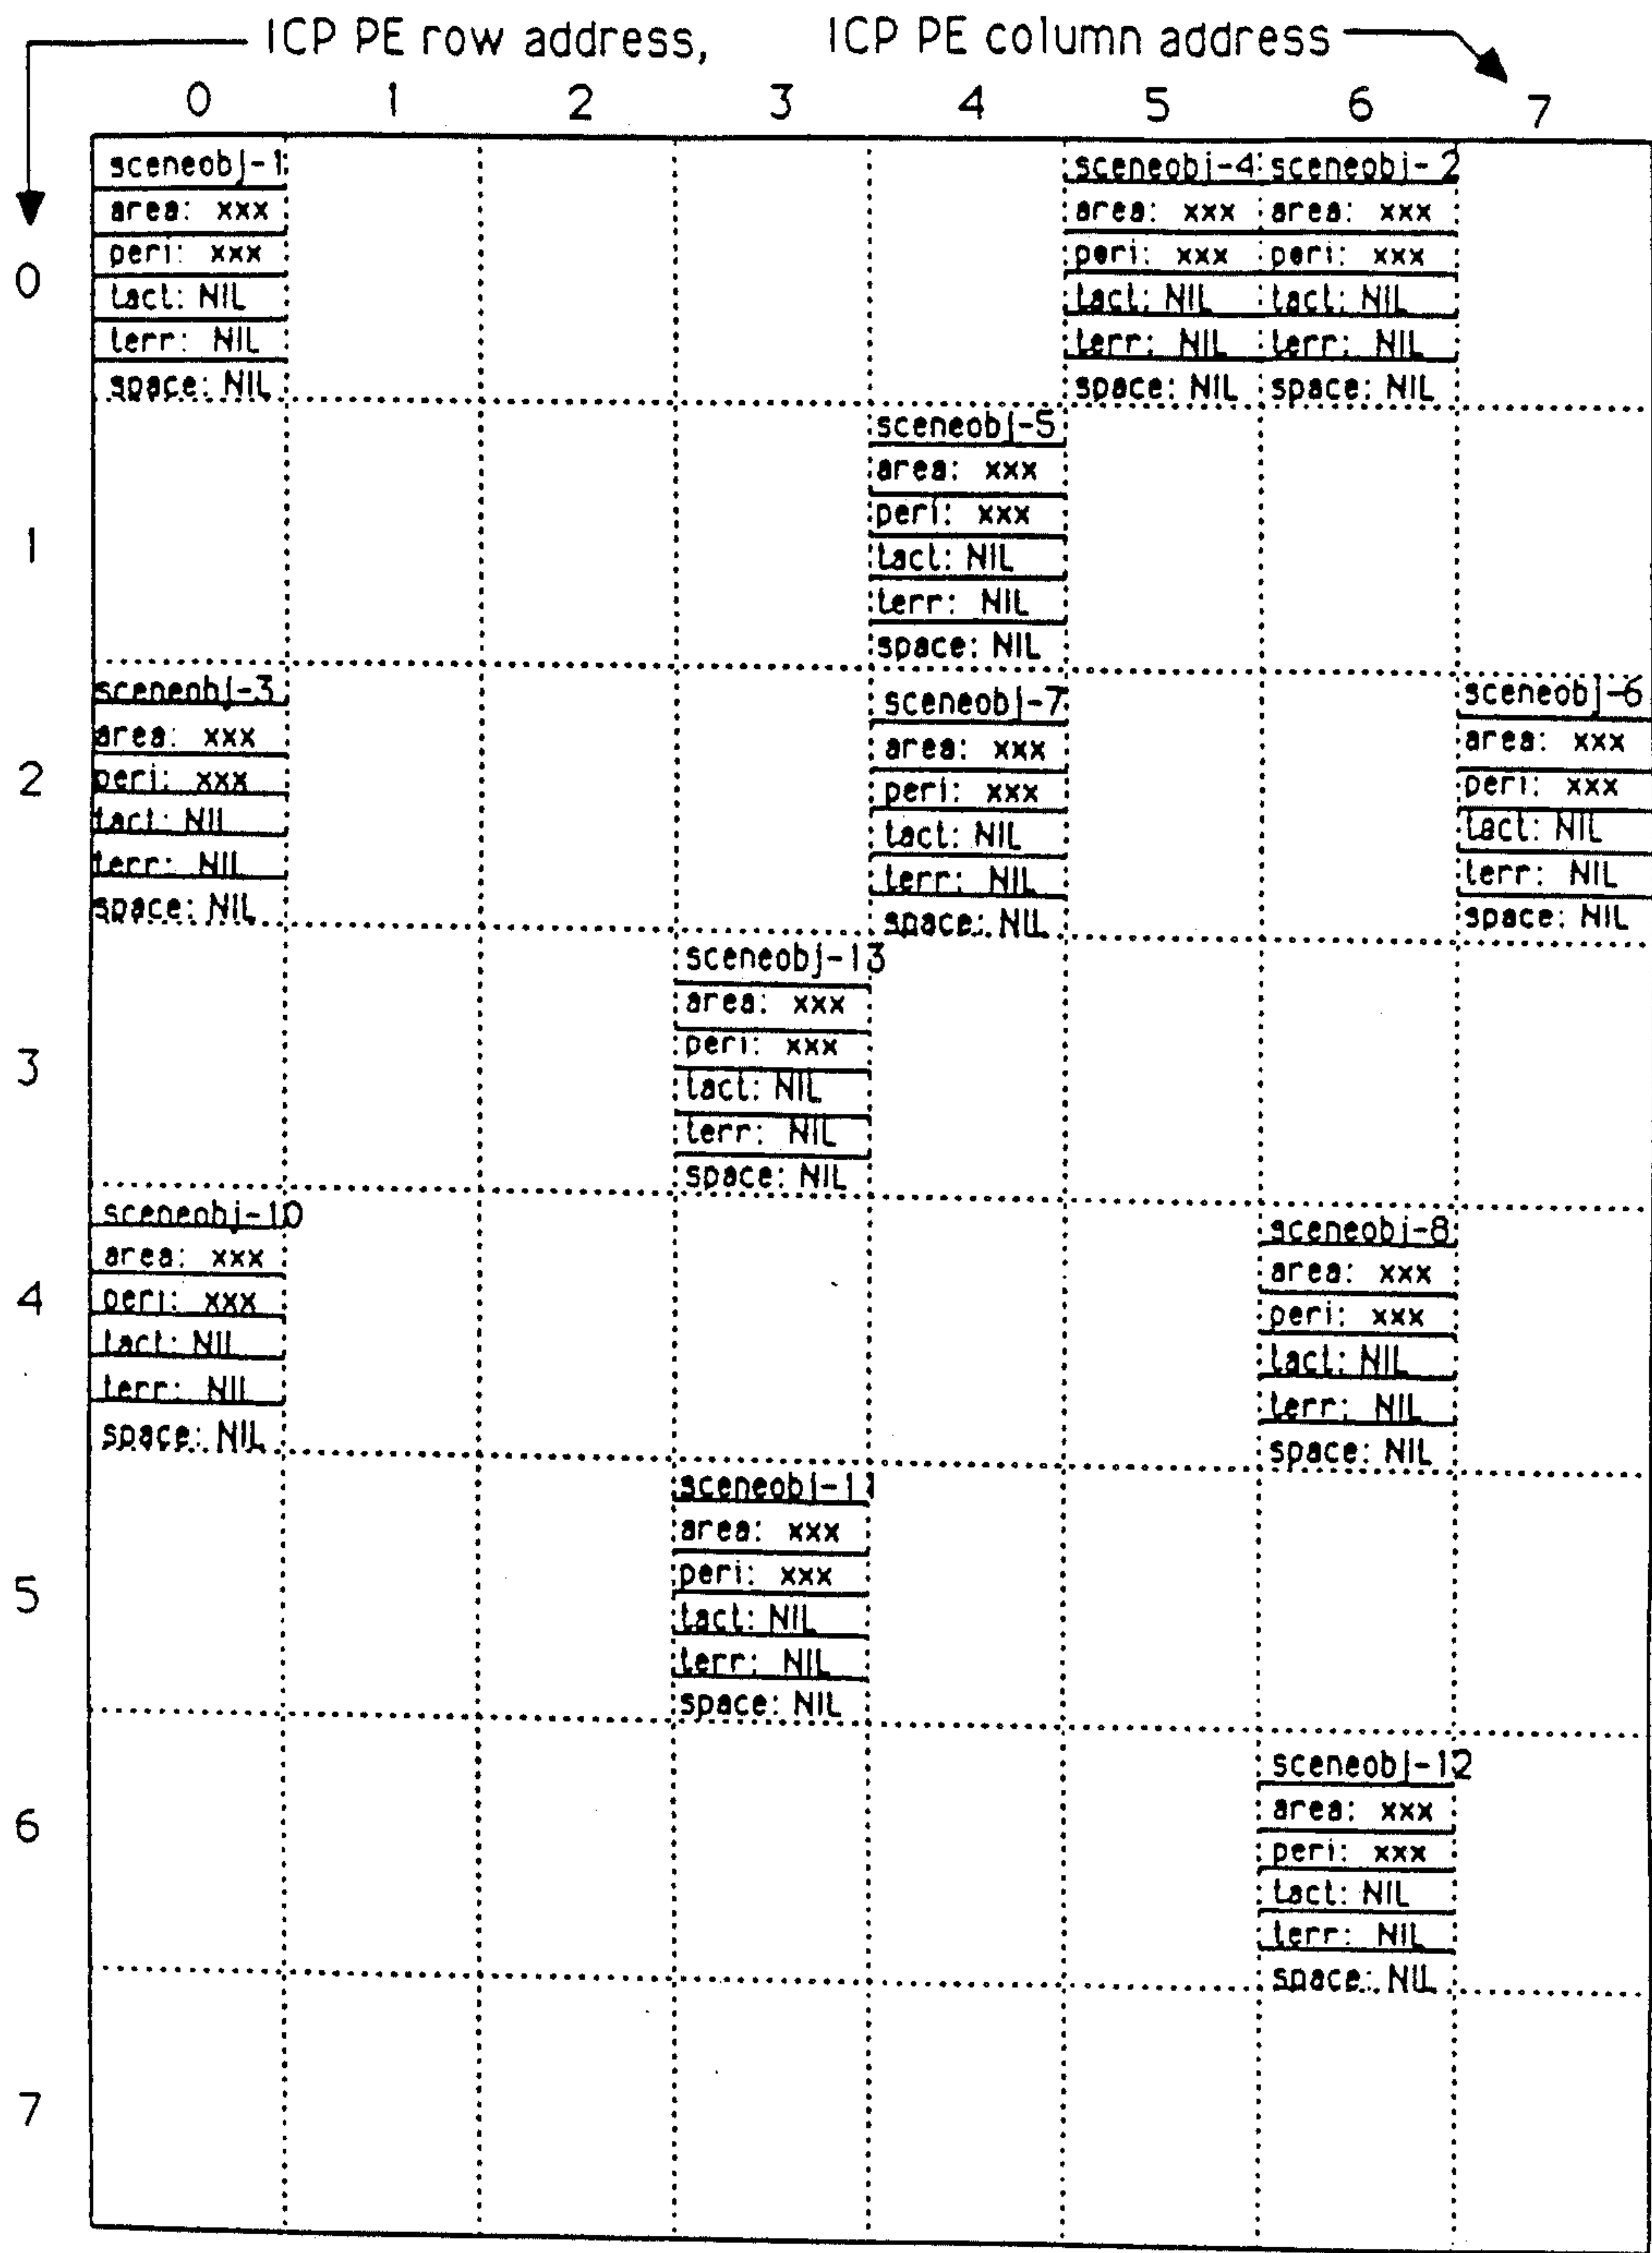 ICP PE row address, ICP PE column address
0 1 2 3 4 5 6 7
0
sceneobj-1
area: xxx
peri: xxx
tact: NIL
terr: NIL
space: NIL
sceneobj-4
area: xxx
peri: xxx
tact: NIL
terr: NIL
space: NIL
sceneobj-2
area: xxx
peri: xxx
tact: NIL
terr: NIL
space: NIL
1
sceneobj-5
area: xxx
peri: xxx
tact: NIL
terr: NIL
space: NIL
2
sceneobj-3
area: xxx
peri: xxx
tact: NIL
terr: NIL
space: NIL
sceneobj-7
area: xxx
peri: xxx
tact: NIL
terr: NIL
space: NIL
sceneobj-6
area: xxx
peri: xxx
tact: NIL
terr: NIL
space: NIL
3
sceneobj-13
area: xxx
peri: xxx
tact: NIL
terr: NIL
space: NIL
4
sceneobj-10
area: xxx
peri: xxx
tact: NIL
terr: NIL
space: NIL
sceneobj-8
area: xxx
peri: xxx
tact: NIL
terr: NIL
space: NIL
5
sceneobj-11
area: xxx
peri: xxx
tact: NIL
terr: NIL
space: NIL
6
sceneobj-12
area: xxx
peri: xxx
tact: NIL
terr: NIL
space: NIL
7